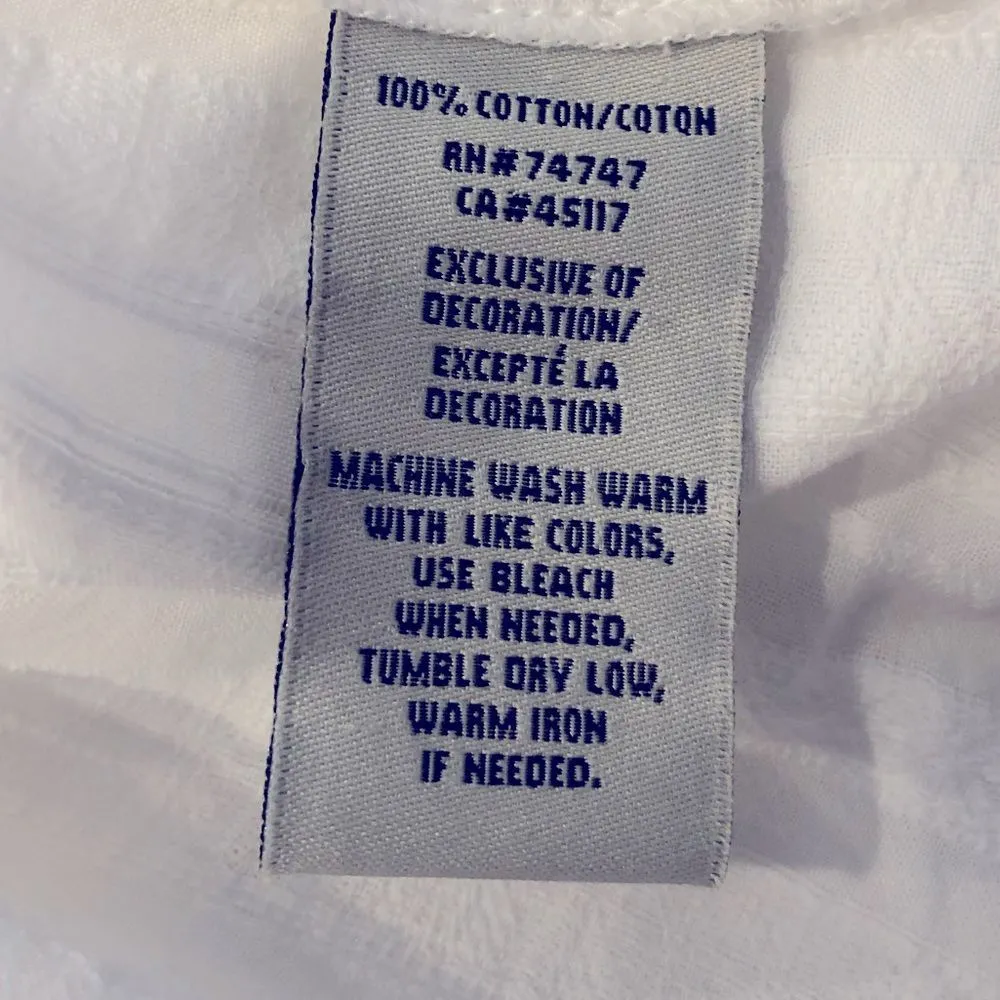 100% COTTON/COTON
RN#74747
CA#45117
EXCLUSIVE OF
DECORATION/
EXCEPTÉ LA
DECORATION
MACHINE WASH WARM
WITH LIKE COLORS,
USE BLEACH
WHEN NEEDED,
TUMBLE DRY LOW,
WARM IRON
IF NEEDED.